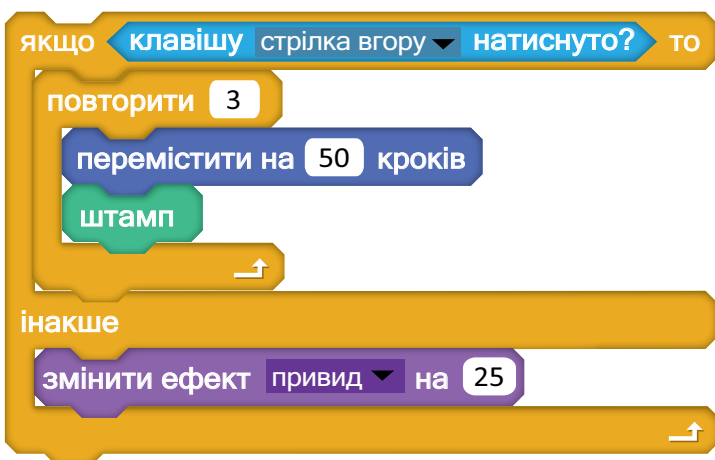 якщо клавішу стрілка вгору натиснуто? то
повторити 3
перемістити на 50 кроків
штамп
інакше
змінити ефект привид на 25